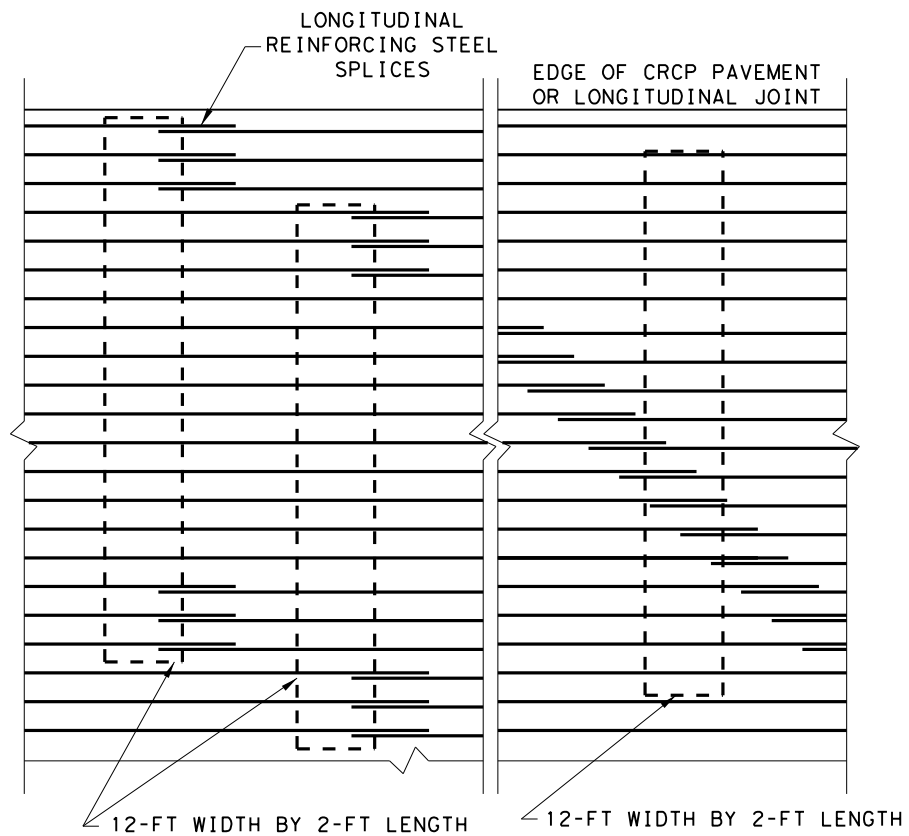 LONGITUDINAL
REINFORCING STEEL
SPLICES
EDGE OF CRCP PAVEMENT
OR LONGITUDINAL JOINT
12-FT WIDTH BY 2-FT LENGTH
12-FT WIDTH BY 2-FT LENGTH